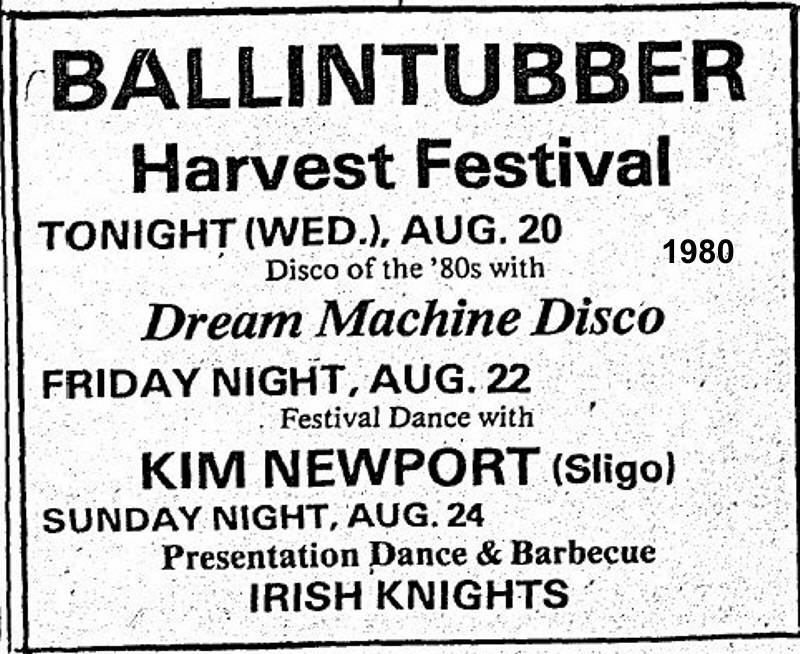 BALLINTUBBER
Harvest Festival
TONIGHT (WED.), AUG. 20
1980
Disco of the '80s with
Dream Machine Disco
FRIDAY NIGHT, AUG. 22
Festival Dance with
KIM NEWPORT (Sligo)
SUNDAY NIGHT, AUG. 24
Presentation Dance & Barbecue
IRISH KNIGHTS